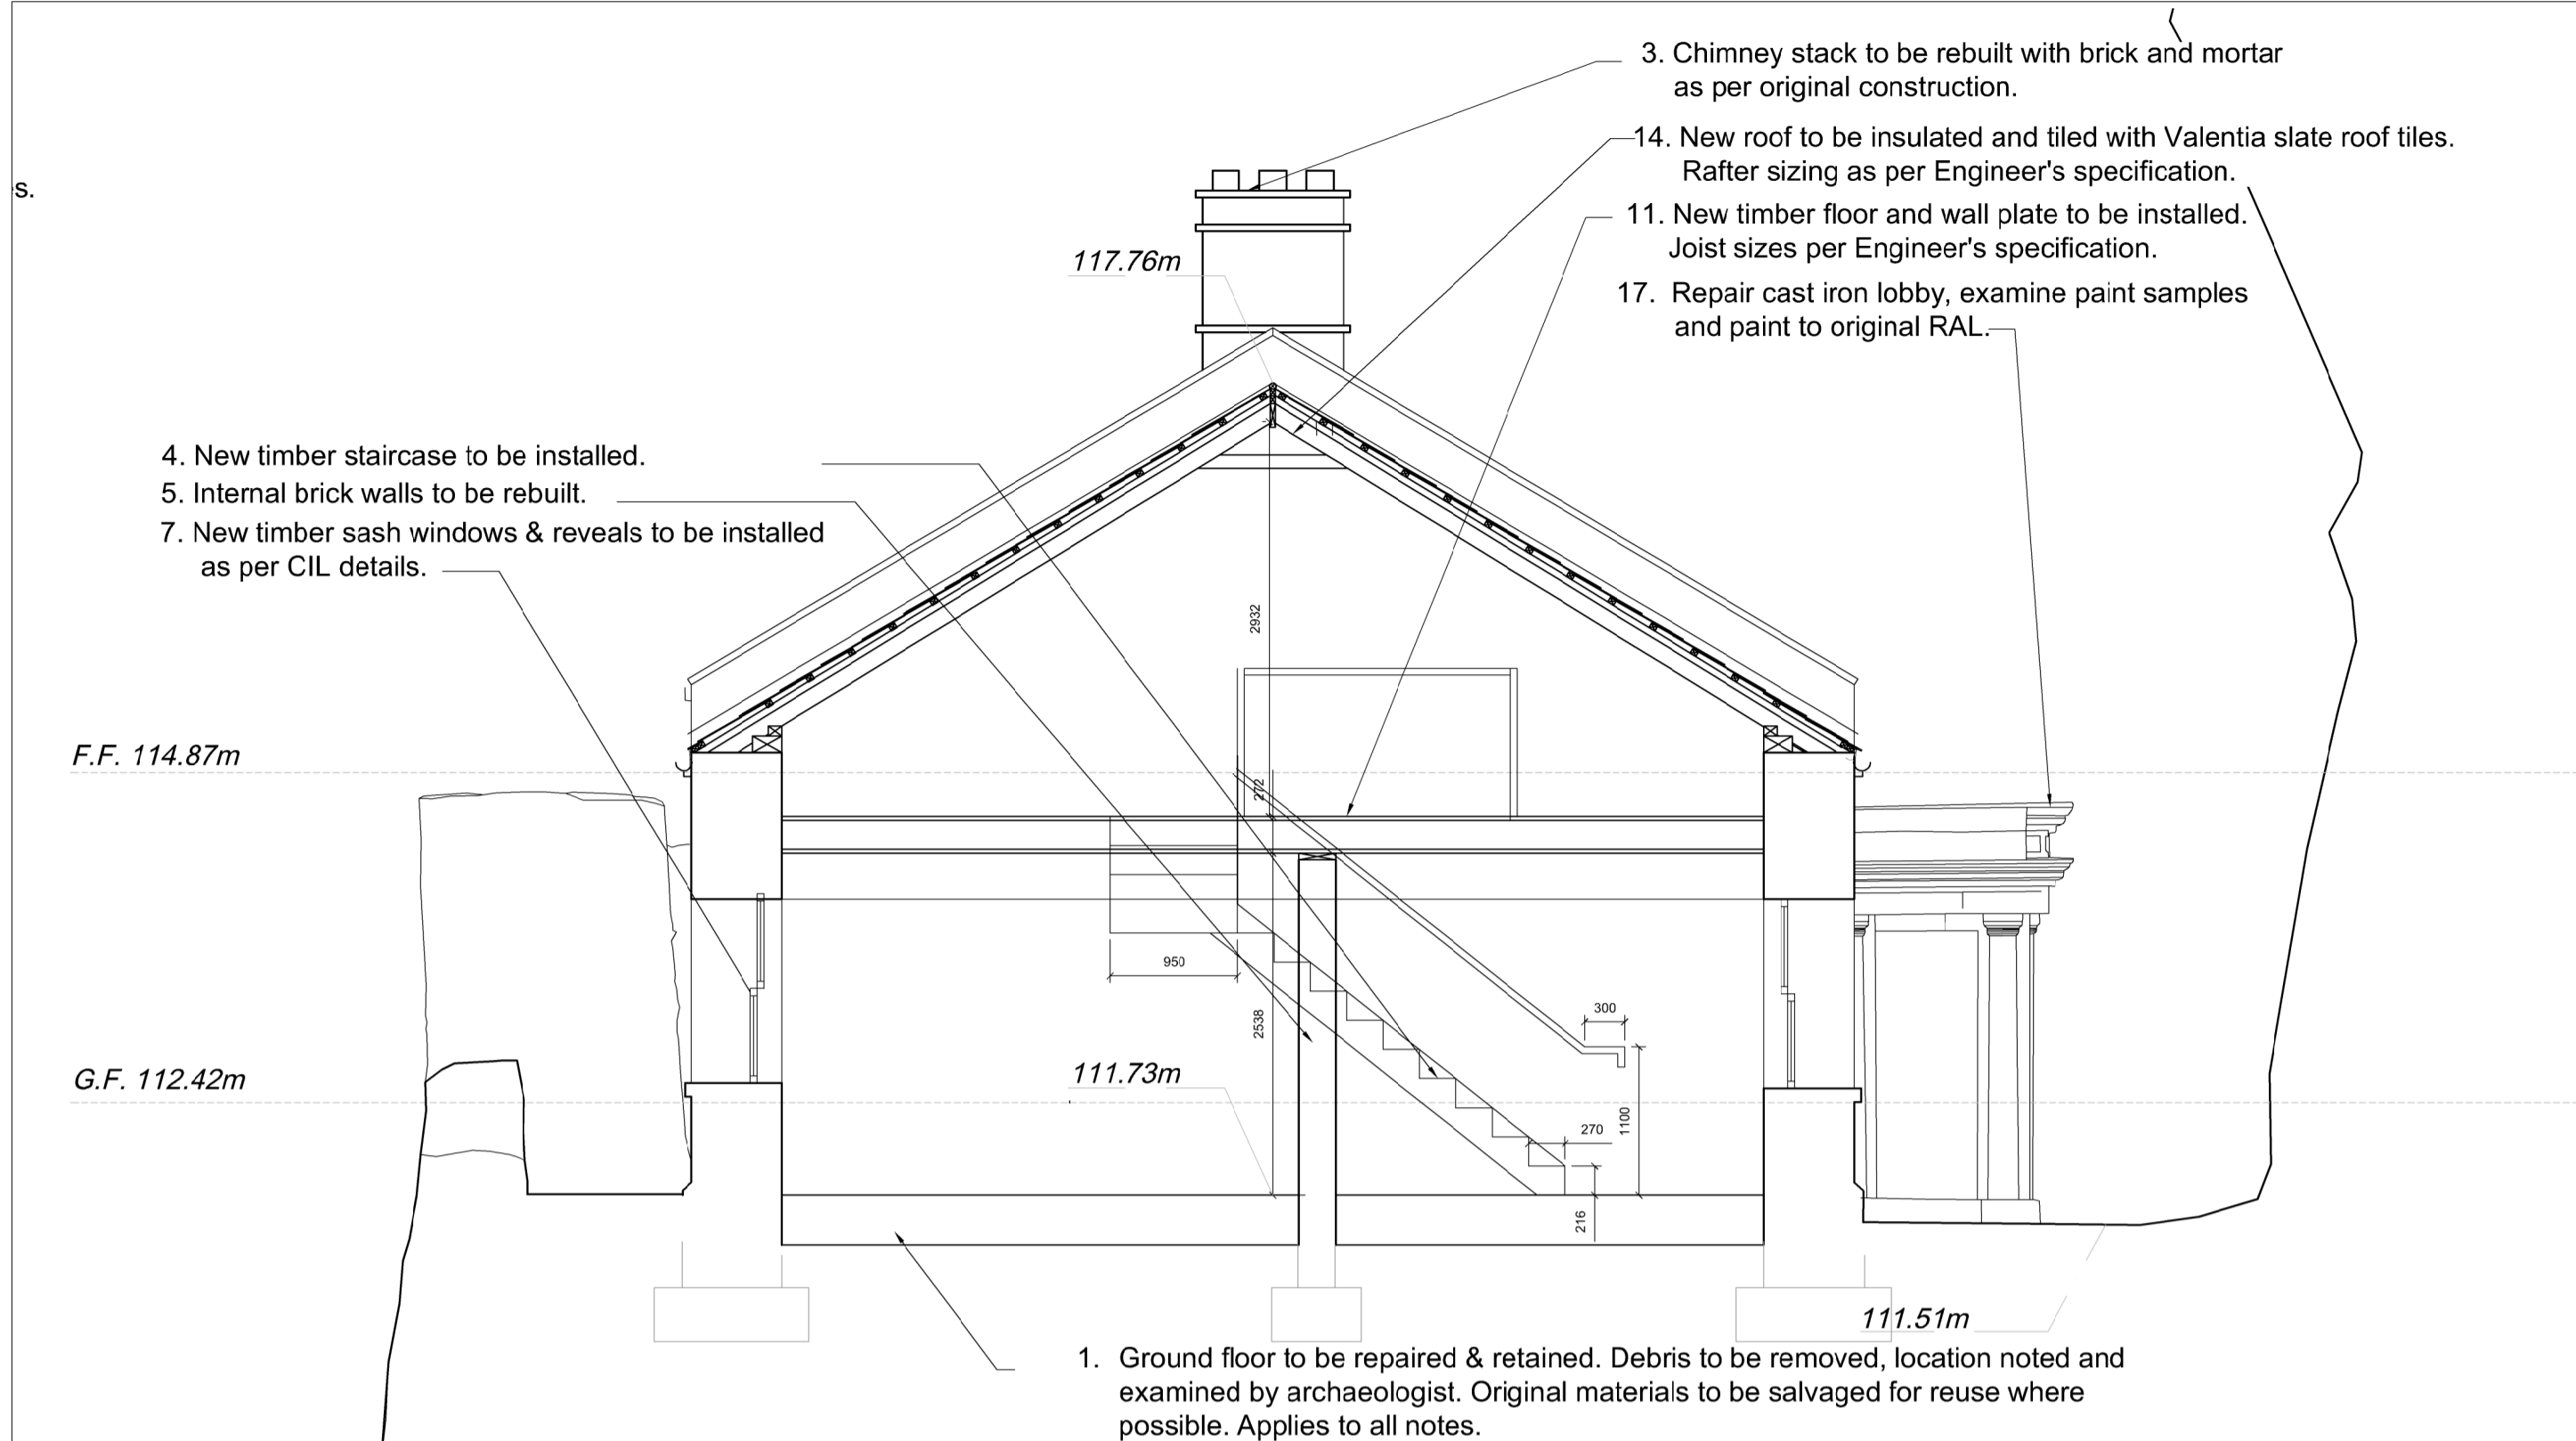 s.
3. Chimney stack to be rebuilt with brick and mortar
as per original construction.
14. New roof to be insulated and tiled with Valentia slate roof tiles.
Rafter sizing as per Engineer's specification.
11. New timber floor and wall plate to be installed.
Joist sizes per Engineer's specification.
17. Repair cast iron lobby, examine paint samples
and paint to original RAL.
117.76m
4. New timber staircase to be installed.
5. Internal brick walls to be rebuilt.
7. New timber sash windows & reveals to be installed
as per CIL details.
2932
F.F. 114.87m
272
950
2538
300
G.F. 112.42m
111.73m
1100
270
216
111.51m
1. Ground floor to be repaired & retained. Debris to be removed, location noted and
examined by archaeologist. Original materials to be salvaged for reuse where
possible. Applies to all notes.